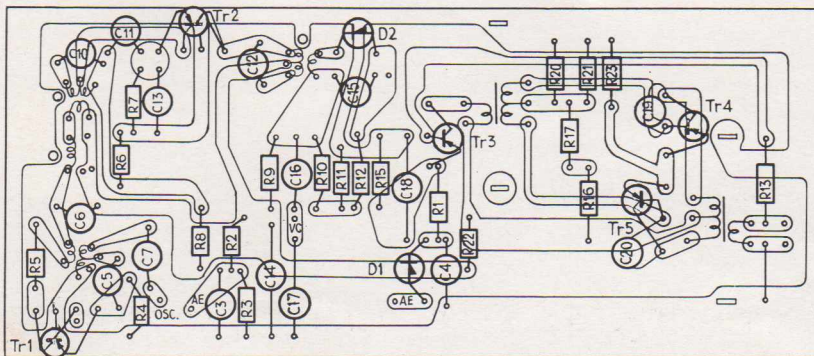 C11 Tr2 D2
C10 C12 C15 R20 R21 R23 C19 Tr4
R7 C13 Tr3 R17
R6 R9 C16 R10 R11 R12 R15 C18 R13
C6 VC R1 R16 Tr5
R5 C7 R8 R2 D1 C4 R22 C20
C5 C14
R4 OSC. AE C3 R3 C17 AE
Tr1